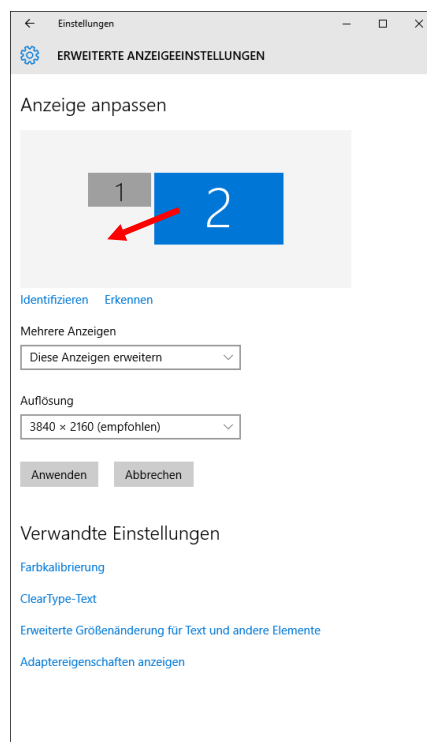 Einstellungen
ERWEITERTE ANZEIGEEINSTELLUNGEN
Anzeige anpassen
1
2
Identifizieren Erkennen
Mehrere Anzeigen
Diese Anzeigen erweitern
Auflösung
3840 × 2160 (empfohlen)
Anwenden Abbrechen
Verwandte Einstellungen
Farbkalibrierung
ClearType-Text
Erweiterte Größenänderung für Text und andere Elemente
Adaptereigenschaften anzeigen